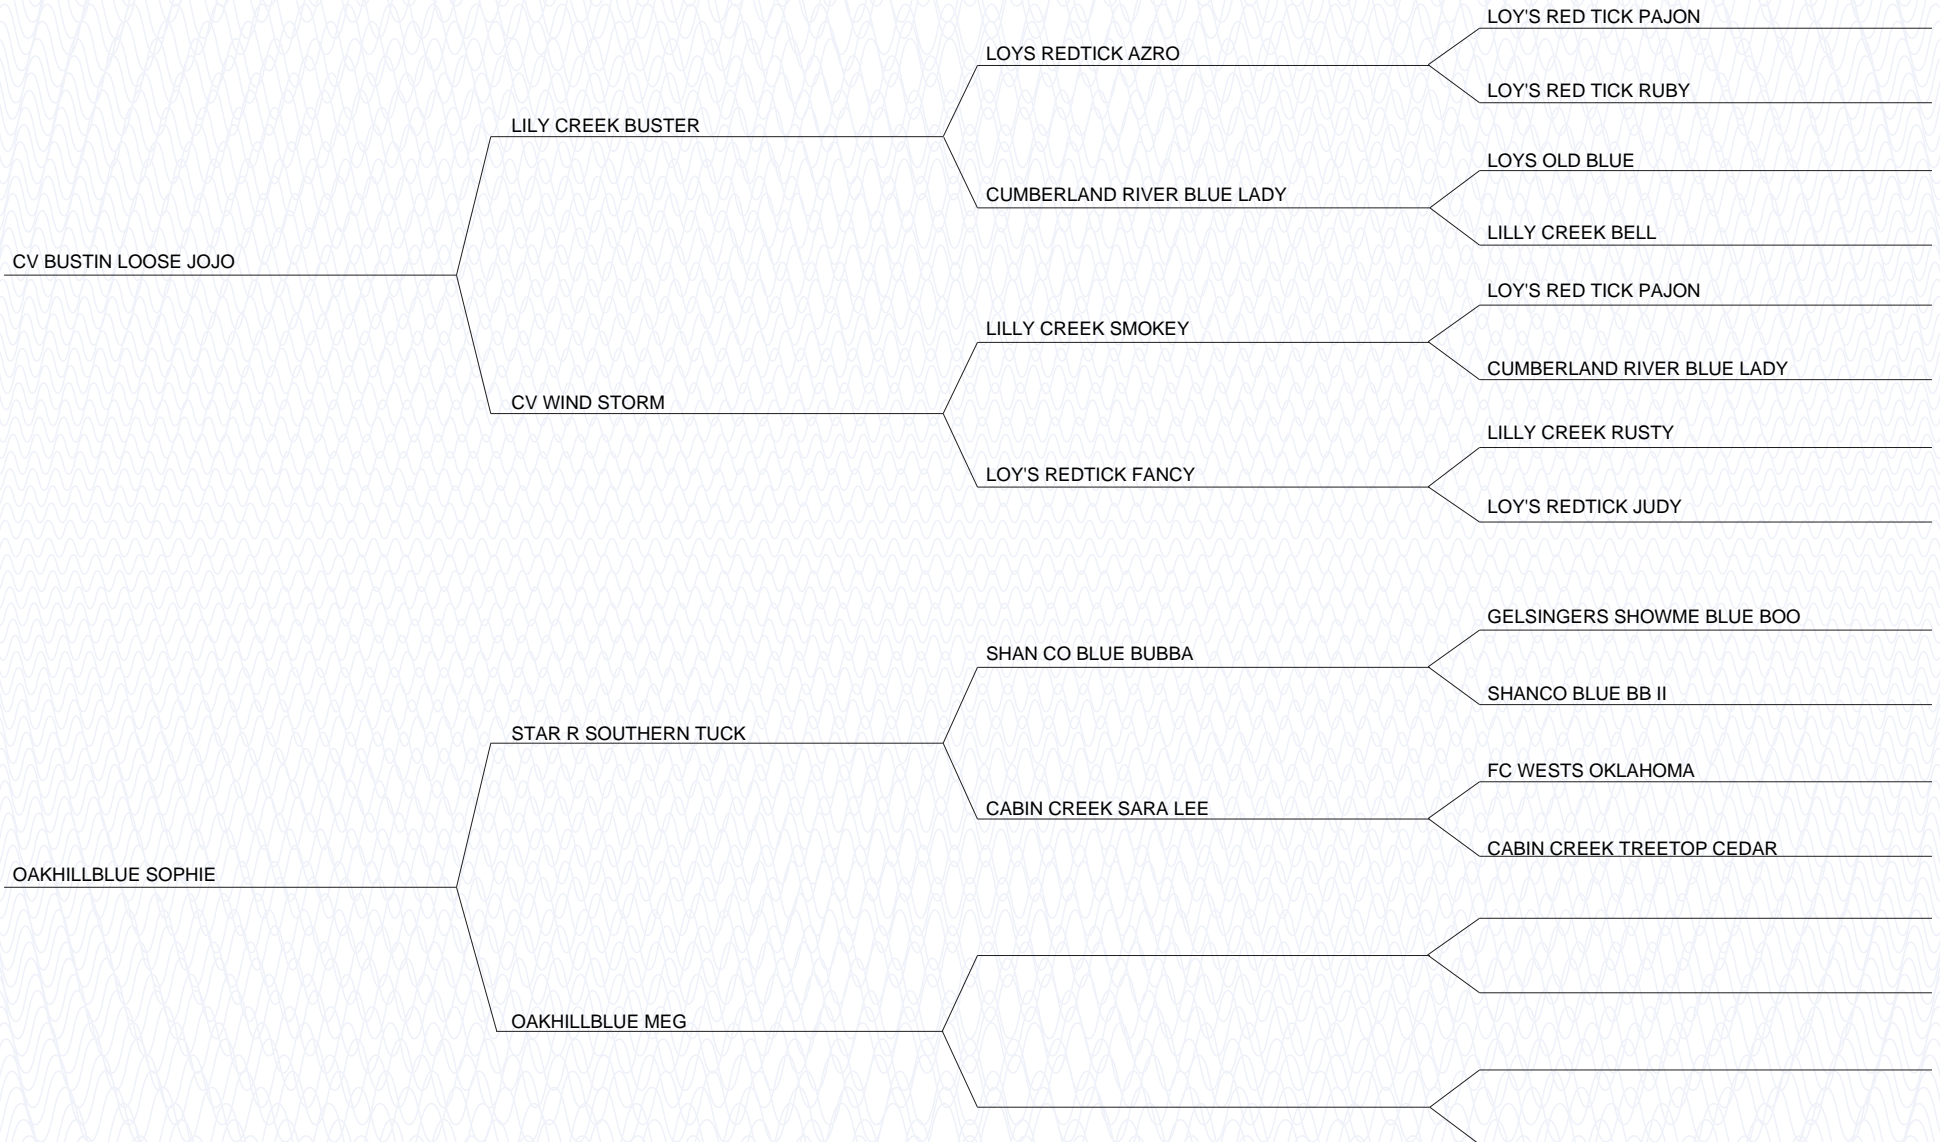 LOY'S RED TICK PAJON
LOYS REDTICK AZRO
LOY'S RED TICK RUBY
LILY CREEK BUSTER
LOYS OLD BLUE
CUMBERLAND RIVER BLUE LADY
LILLY CREEK BELL
CV BUSTIN LOOSE JOJO
LOY'S RED TICK PAJON
LILLY CREEK SMOKEY
CUMBERLAND RIVER BLUE LADY
CV WIND STORM
LILLY CREEK RUSTY
LOY'S REDTICK FANCY
LOY'S REDTICK JUDY
GELSINGERS SHOWME BLUE BOO
SHAN CO BLUE BUBBA
SHANCO BLUE BB II
STAR R SOUTHERN TUCK
FC WESTS OKLAHOMA
CABIN CREEK SARA LEE
CABIN CREEK TREETOP CEDAR
OAKHILLBLUE SOPHIE
OAKHILLBLUE MEG